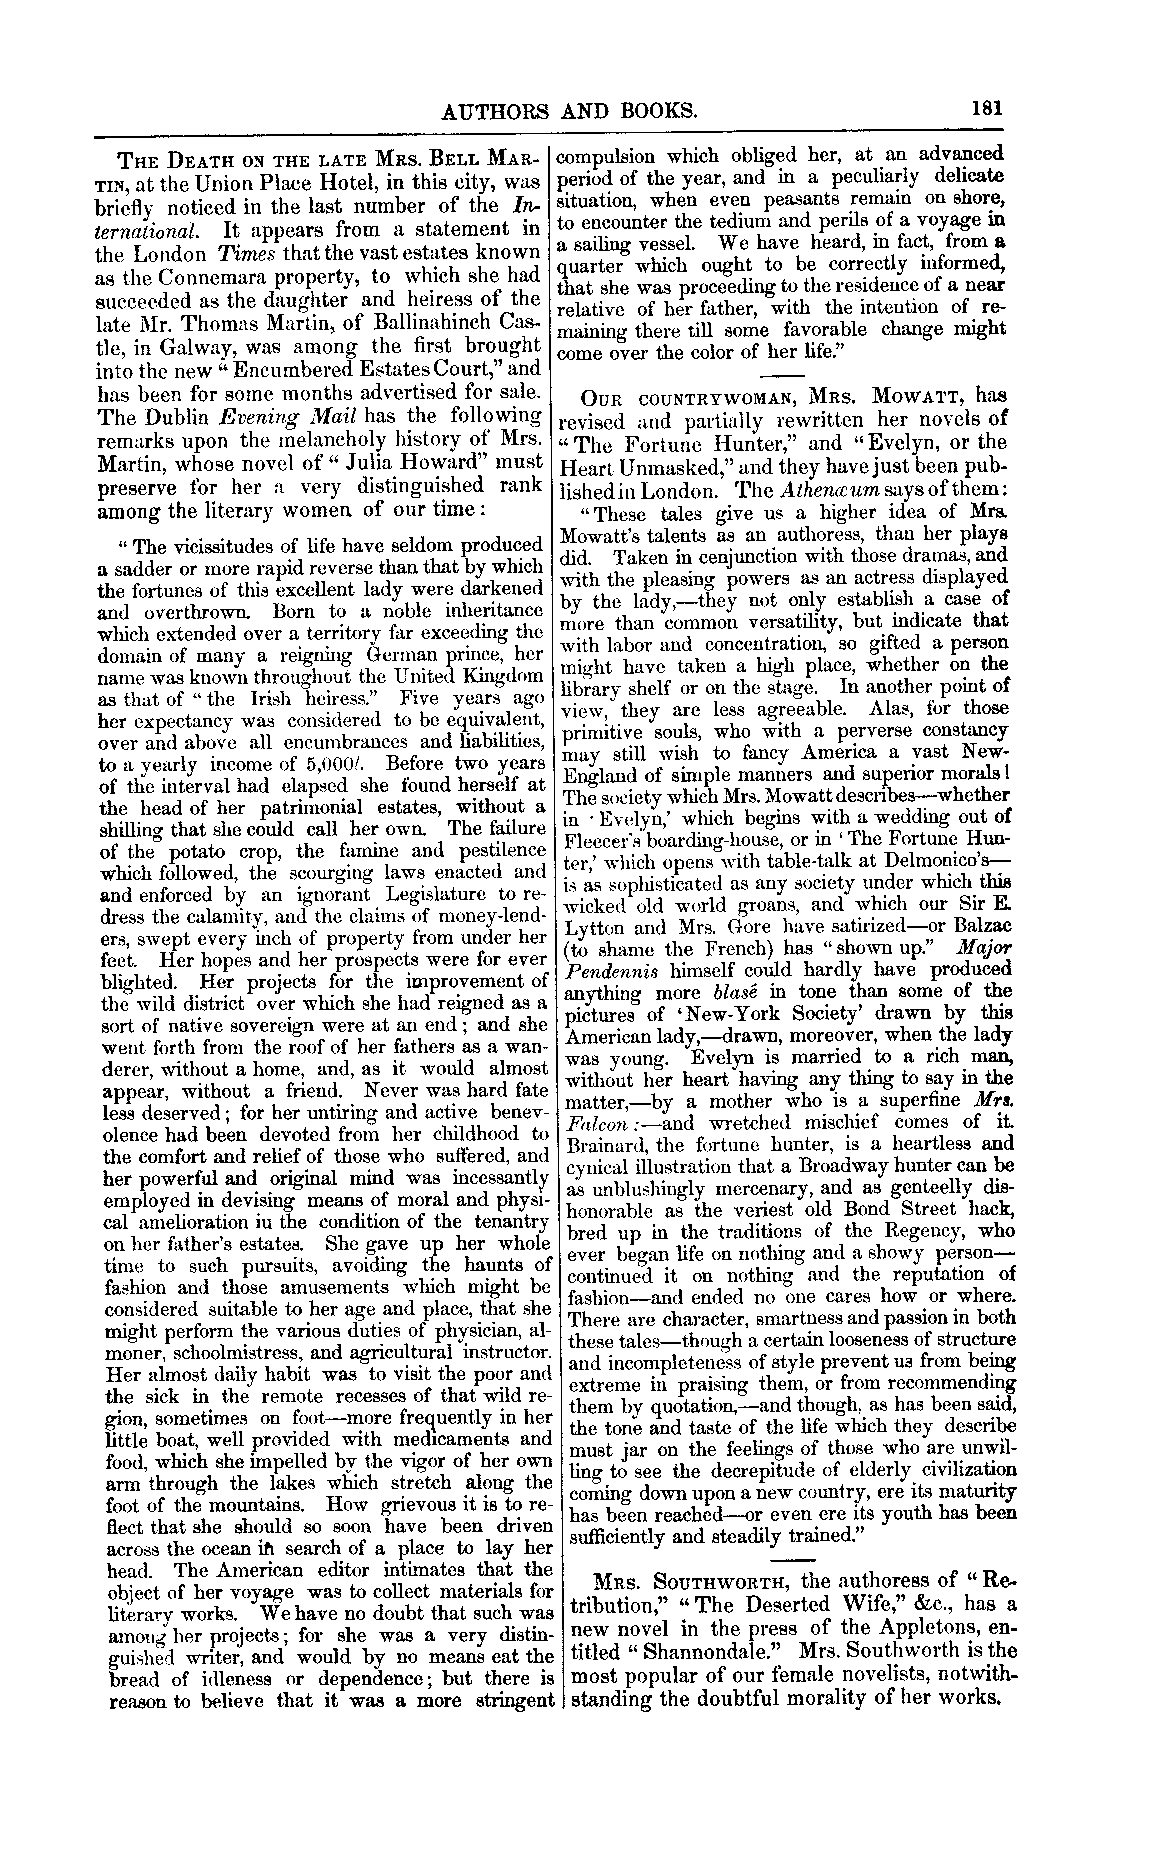 AUTHORS AND BOOKS.
181
THE DEATH ON THE LATE MRS. BELL MAR-
TIN, at the Union Place Hotel, in this city, was
briefly noticed in the last number of the In-
ternational. It appears from a statement in
the London Times that the vast estates known
as the Connemara property, to which she had
succeeded as the daughter and heiress of the
late Mr. Thomas Martin, of Ballinahinch Cas-
tle, in Galway, was among the first brought
into the new “Encumbered Estates Court,” and
has been for some months advertised for sale.
The Dublin Evening Mail has the following
remarks upon the melancholy history of Mrs.
Martin, whose novel of “Julia Howard” must
preserve for her a very distinguished rank
among the literary women of our time:
“The vicissitudes of life have seldom produced
a sadder or more rapid reverse than that by which
the fortunes of this excellent lady were darkened
and overthrown. Born to a noble inheritance
which extended over a territory far exceeding the
domain of many a reigning German prince, her
name was known throughout the United Kingdom
as that of “the Irish heiress.” Five years ago
her expectancy was considered to be equivalent,
over and above all encumbrances and liabilities,
to a yearly income of 5,000l. Before two years
of the interval had elapsed she found herself at
the head of her patrimonial estates, without a
shilling that she could call her own. The failure
of the potato crop, the famine and pestilence
which followed, the scourging laws enacted and
and enforced by an ignorant Legislature to re-
dress the calamity, and the claims of money-lend-
ers, swept every inch of property from under her
feet. Her hopes and her prospects were for ever
blighted. Her projects for the improvement of
the wild district over which she had reigned as a
sort of native sovereign were at an end; and she
went forth from the roof of her fathers as a wan-
derer, without a home, and, as it would almost
appear, without a friend. Never was hard fate
less deserved; for her untiring and active benev-
olence had been devoted from her childhood to
the comfort and relief of those who suffered, and
her powerful and original mind was incessantly
employed in devising means of moral and physi-
cal amelioration iu the condition of the tenantry
on her father's estates. She gave up her whole
time to such pursuits, avoiding the haunts of
fashion and those amusements which might be
considered suitable to her age and place, that she
might perform the various duties of physician, al-
moner, schoolmistress, and agricultural instructor.
Her almost daily habit was to visit the poor and
the sick in the remote recesses of that wild re-
gion, sometimes on foot—more frequently in her
little boat, well provided with medicaments and
food, which she impelled by the vigor of her own
arm through the lakes which stretch along the
foot of the mountains. How grievous it is to re-
flect that she should so soon have been driven
across the ocean in search of a place to lay her
head. The American editor intimates that the
object of her voyage was to collect materials for
literary works. We have no doubt that such was
among her projects; for she was a very distin-
guished writer, and would by no means eat the
bread of idleness or dependence; but there is
reason to believe that it was a more stringent
compulsion which obliged her, at an advanced
period of the year, and in a peculiarly delicate
situation, when even peasants remain on shore,
to encounter the tedium and perils of a voyage in
a sailing vessel. We have heard, in fact, from a
quarter which ought to be correctly informed,
that she was proceeding to the residence of a near
relative of her father, with the intention of re-
maining there till some favorable change might
come over the color of her life.”
OUR COUNTRYWOMAN, MRS. MOWATT, has
revised and partially rewritten her novels of
“The Fortune Hunter,” and “Evelyn, or the
Heart Unmasked,” and they have just been pub-
lished in London. The Athenæum says of them:
“These tales give us a higher idea of Mrs.
Mowatt's talents as an authoress, than her plays
did. Taken in cenjunction with those dramas, and
with the pleasing powers as an actress displayed
by the lady,—they not only establish a case of
more than common versatility, but indicate that
with labor and concentration, so gifted a person
might have taken a high place, whether on the
library shelf or on the stage. In another point of
view, they are less agreeable. Alas, for those
primitive souls, who with a perverse constancy
may still wish to fancy America a vast New-
England of simple manners and superior morals!
The society which Mrs. Mowatt describes—whether
in ‘Evelyn,’ which begins with a wedding out of
Fleecer's boarding-house, or in ‘The Fortune Hun-
ter,’ which opens with table-talk at Delmonico's—
is as sophisticated as any society under which this
wicked old world groans, and which our Sir E.
Lytton and Mrs. Gore have satirized—or Balzac
(to shame the French) has “shown up.” Major
Pendennis himself could hardly have produced
anything more blasé in tone than some of the
pictures of ‘New-York Society’ drawn by this
American lady,—drawn, moreover, when the lady
was young. Evelyn is married to a rich man,
without her heart having any thing to say in the
matter,—by a mother who is a superfine Mrs.
Falcon:—and wretched mischief comes of it.
Brainard, the fortune hunter, is a heartless and
cynical illustration that a Broadway hunter can be
as unblushingly mercenary, and as genteelly dis-
honorable as the veriest old Bond Street hack,
bred up in the traditions of the Regency, who
ever began life on nothing and a showy person—
continued it on nothing and the reputation of
fashion—and ended no one cares how or where.
There are character, smartness and passion in both
these tales—though a certain looseness of structure
and incompleteness of style prevent us from being
extreme in praising them, or from recommending
them by quotation,—and though, as has been said,
the tone and taste of the life which they describe
must jar on the feelings of those who are unwil-
ling to see the decrepitude of elderly civilization
coming down upon a new country, ere its maturity
has been reached—or even ere its youth has been
sufficiently and steadily trained.”
MRS. SOUTHWORTH, the authoress of “Re-
tribution,” “The Deserted Wife,” &c., has a
new novel in the press of the Appletons, en-
titled “Shannondale.” Mrs. Southworth is the
most popular of our female novelists, notwith-
standing the doubtful morality of her works.